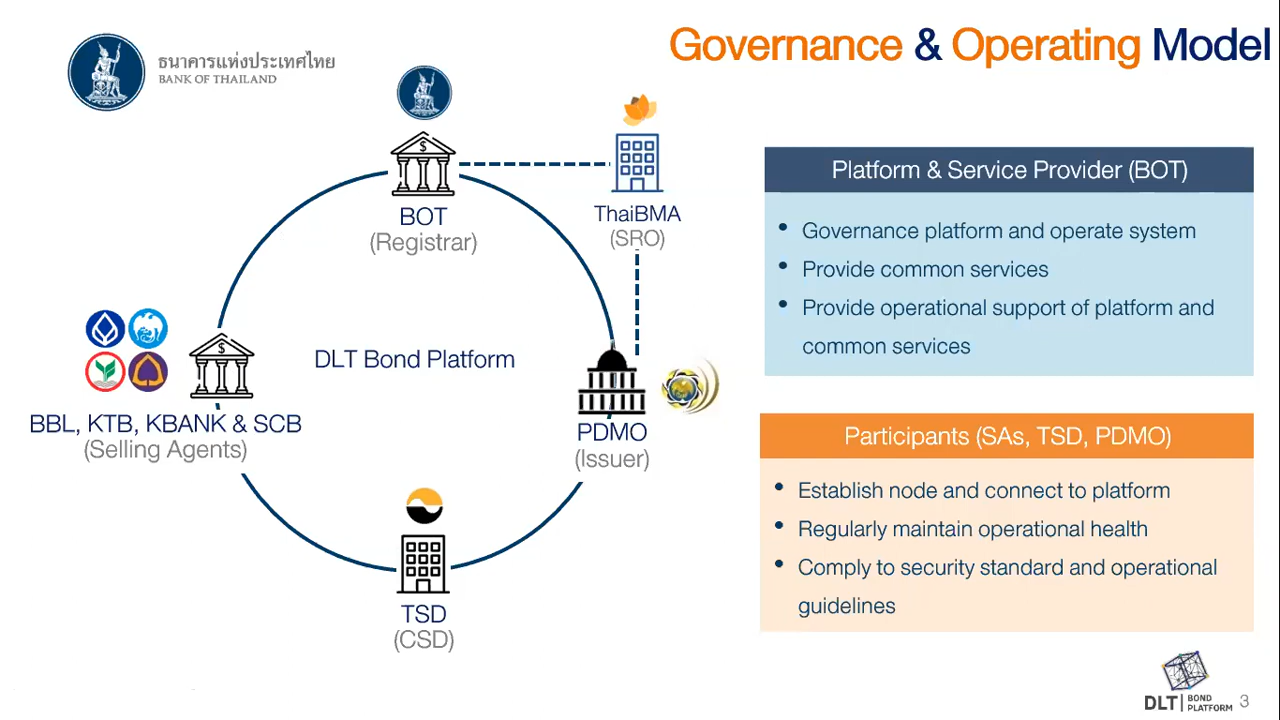 Governance & Operating Model
ธนาคารแห่งประเทศไทย
BANK OF THAILAND
$
BOT
(Registrar)
ThaiBMA
(SRO)
$
BBL, KTB, KBANK & SCB
(Selling Agents)
DLT Bond Platform
PDMO
(Issuer)
TSD
(CSD)
Platform & Service Provider (BOT)
• Governance platform and operate system
• Provide common services
• Provide operational support of platform and
common services
Participants (SAs, TSD, PDMO)
• Establish node and connect to platform
• Regularly maintain operational health
• Comply to security standard and operational
guidelines
DLT BOND
PLATFORM
3